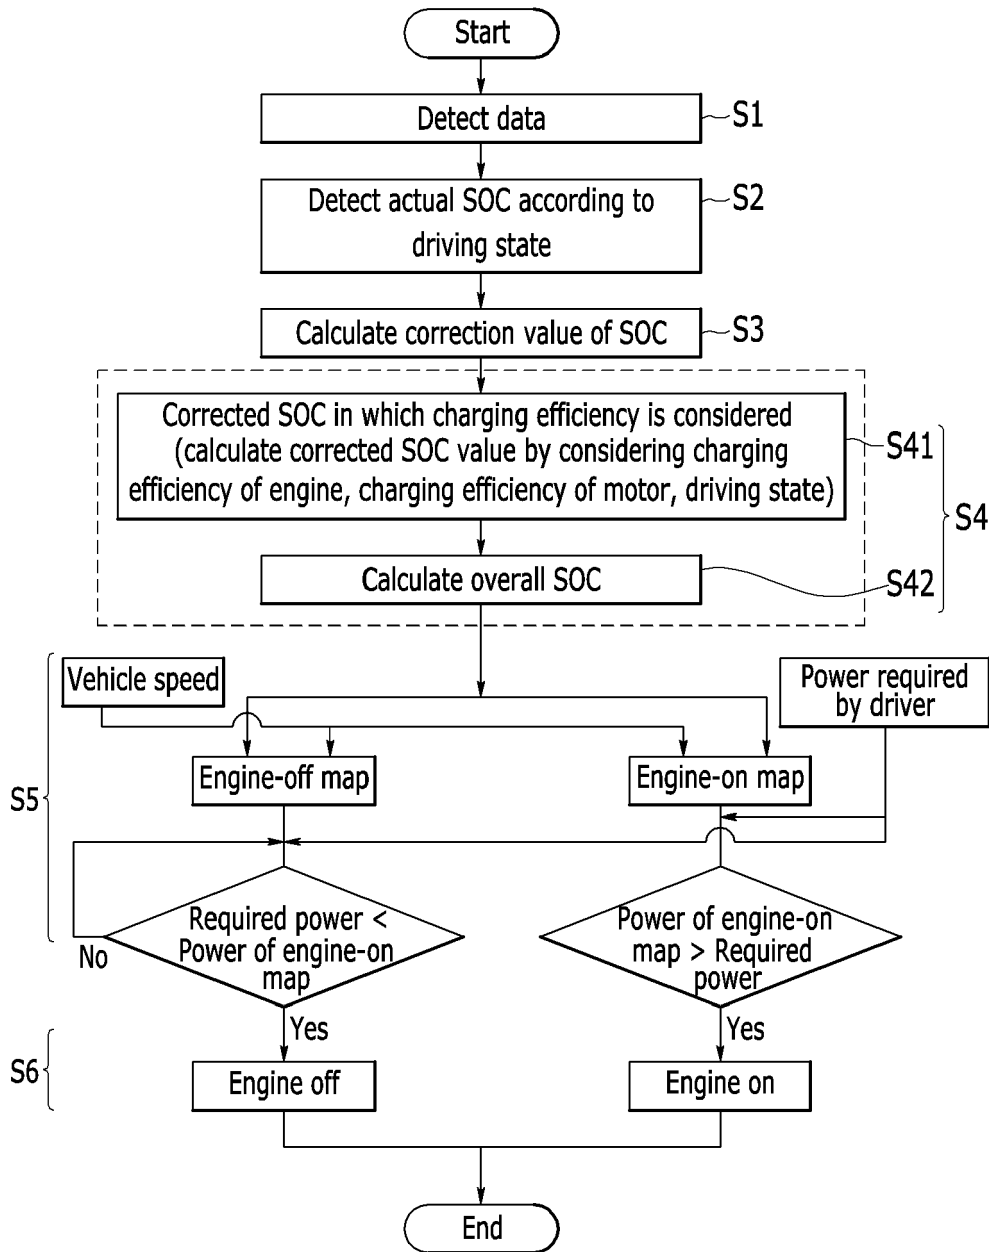 Start
Detect data
S1
Detect actual SOC according to
driving state
S2
Calculate correction value of SOC
S3
Corrected SOC in which charging efficiency is considered
(calculate corrected SOC value by considering charging
efficiency of engine, charging efficiency of motor, driving state)
S41
S4
Calculate overall SOC
S42
S5
Vehicle speed
Power required
by driver
Engine-off map
Engine-on map
Required power <
Power of engine-on
map
No
Yes
Power of engine-on
map > Required
power
Yes
S6
Engine off
Engine on
End